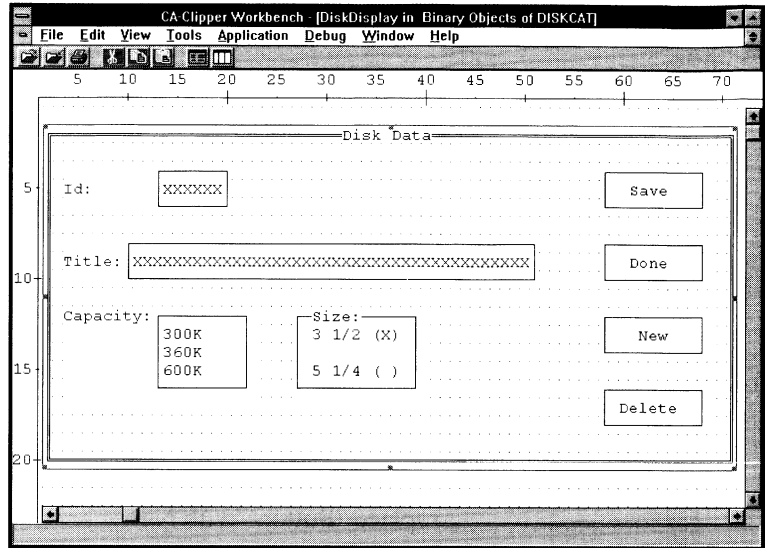 CA-Clipper Workbench - [DiskDisplay in Binary Objects of DISKCAT]
File Edit View Tools Application Debug Window Help
5 10 15 20 25 30 35 40 45 50 55 60 65 70
Disk Data
5
Id: XXXXXX
Save
Title: XXXXXXXXXXXXXXXXXXXXXXXXXXXXXXXXXXXXXXXX
Done
10
Capacity:
300K
360K
600K
Size:
3 1/2 (X)
5 1/4 ( )
New
15
Delete
20